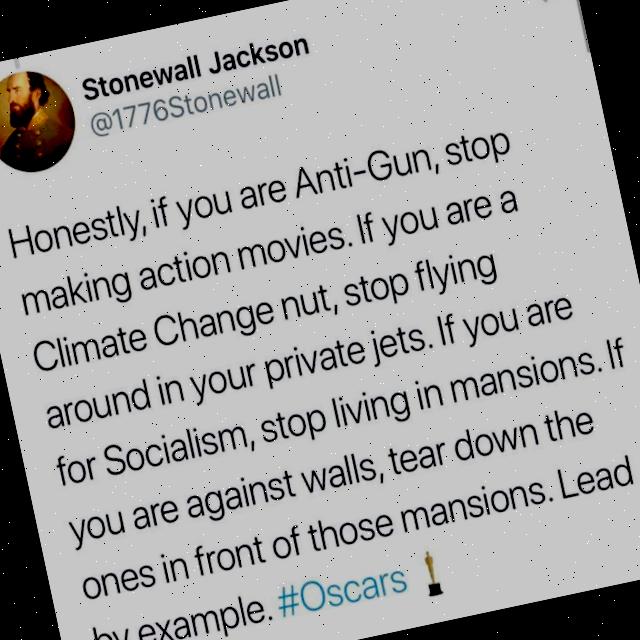 Stonewall Jackson
@1776Stonewall
Honestly, if you are Anti-Gun, stop
making action movies. If you are a
Climate Change nut, stop flying
around in your private jets. If you are
for Socialism, stop living in mansions. If
you are against walls, tear down the
ones in front of those mansions. Lead
by example. #Oscars